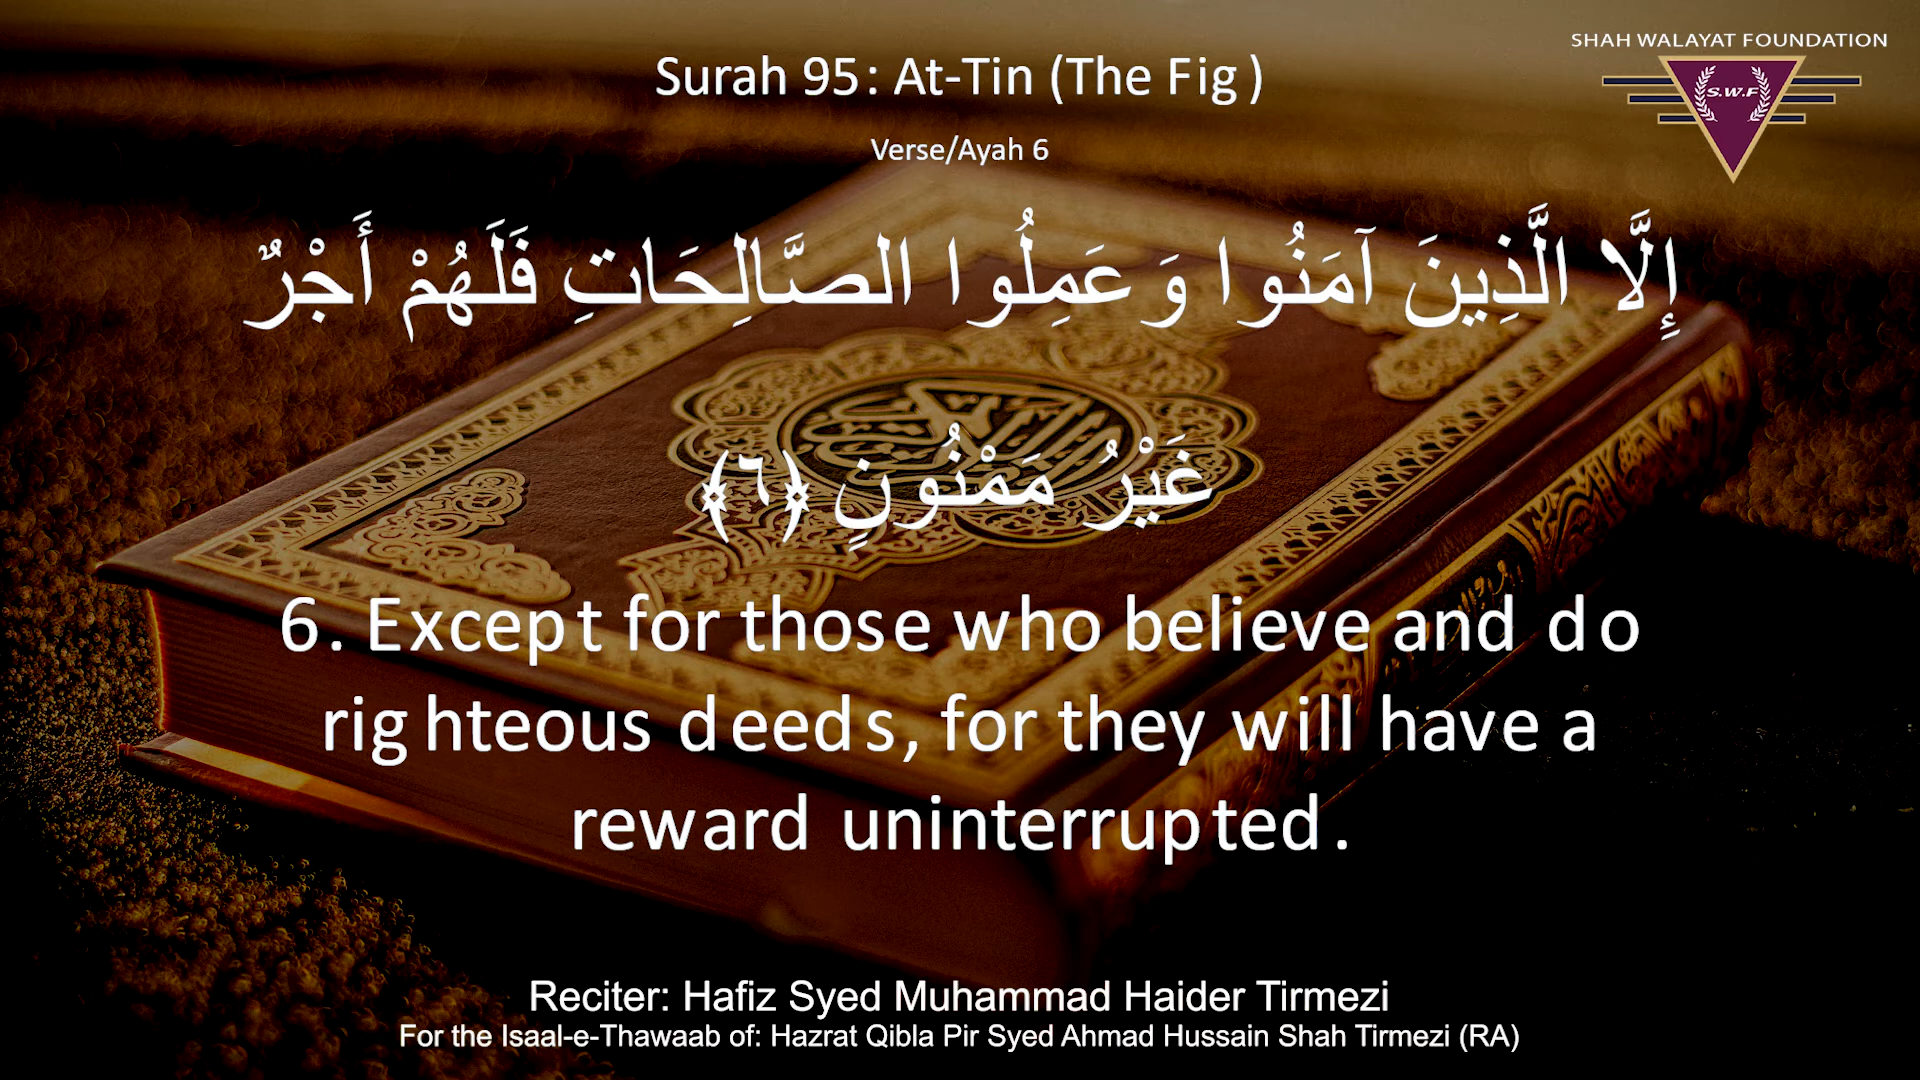 SHAH WALAYAT FOUNDATION
S.W.F
Surah 95: At-Tin (The Fig)
Verse/Ayah 6
إِلَّا الَّذِينَ آمَنُوا وَعَمِلُوا الصَّالِحَاتِ فَلَهُمْ أَجْرٌ
غَيْرُ مَمْنُونٍ ﴿٦﴾
6. Except for those who believe and do
righteous deeds, for they will have a
reward uninterrupted.
Reciter: Hafiz Syed Muhammad Haider Tirmezi
For the Isaal-e-Thawaab of: Hazrat Qibla Pir Syed Ahmad Hussain Shah Tirmezi (RA)